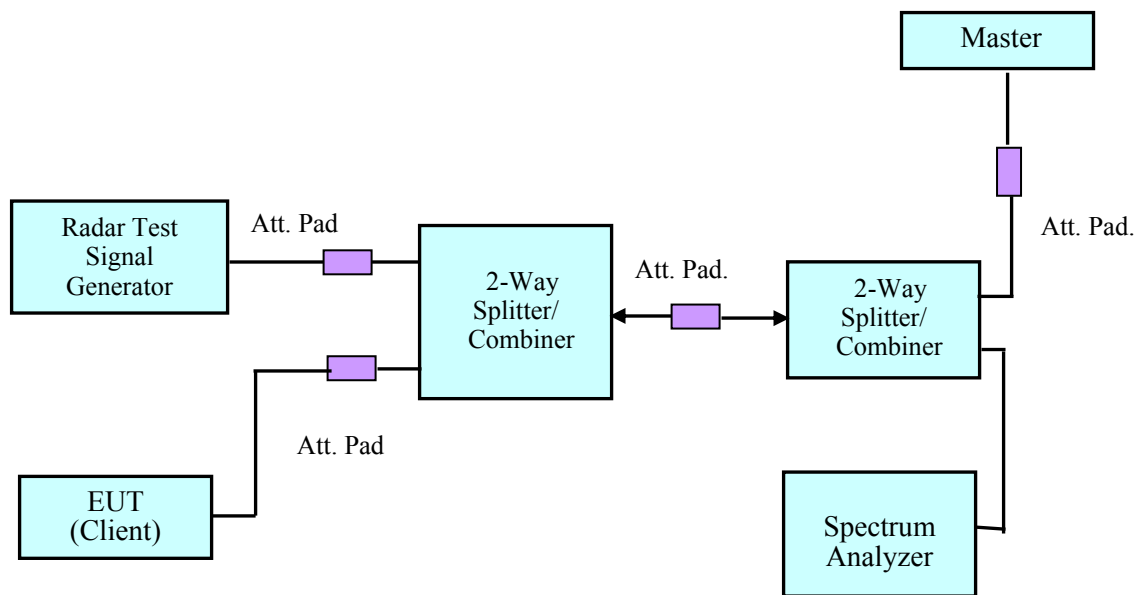 Master
Att. Pad.
Radar Test
Signal
Generator
Att. Pad
2-Way
Splitter/
Combiner
Att. Pad.
2-Way
Splitter/
Combiner
Att. Pad
EUT
(Client)
Spectrum
Analyzer